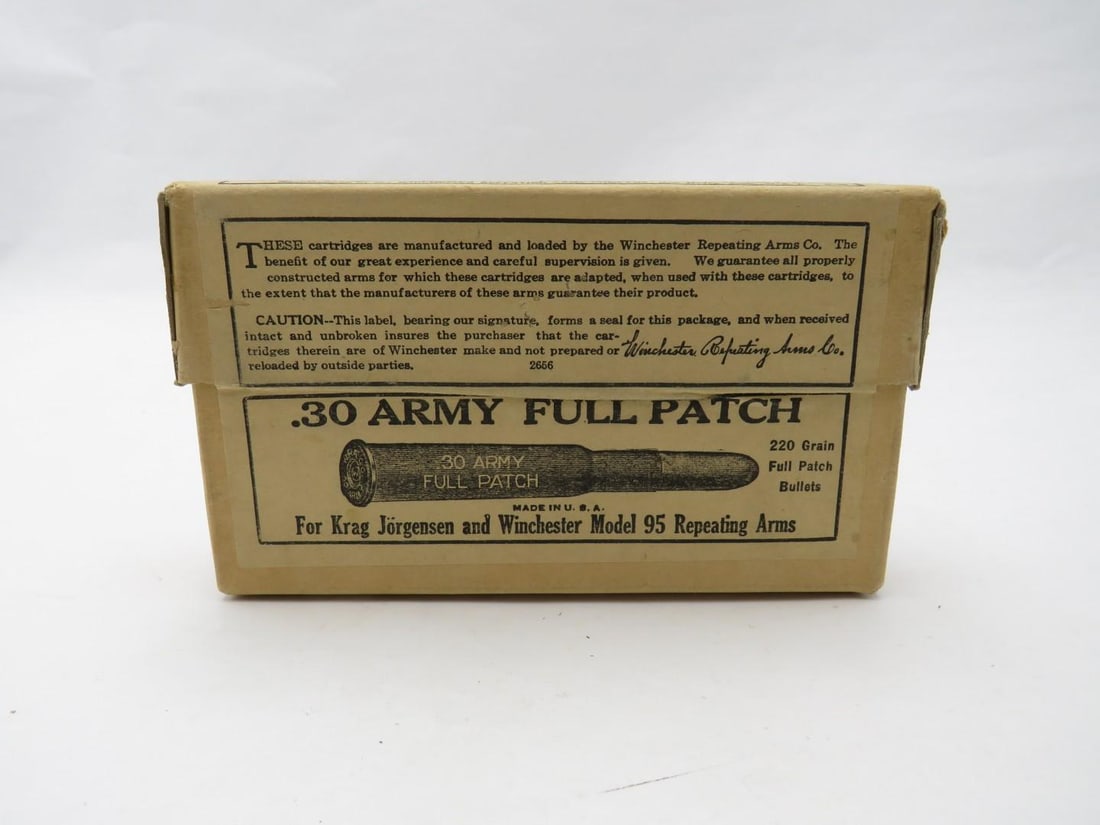 THESE cartridges are manufactured and loaded by the Winchester Repeating Arms Co. The
benefit of our great experience and careful supervision is given. We guarantee all properly
constructed arms for which these cartridges are adapted, when used with these cartridges, to
the extent that the manufacturers of these arms guarantee their product.
CAUTION--This label, bearing our signature, forms a seal for this package, and when received
intact and unbroken insures the purchaser that the car-
tridges therein are of Winchester make and not prepared or
reloaded by outside parties. 2656
Winchester Repeating Arms Co.
.30 ARMY FULL PATCH
.30 ARMY
FULL PATCH
220 Grain
Full Patch
Bullets
MADE IN U. S. A.
For Krag Jörgensen and Winchester Model 95 Repeating Arms